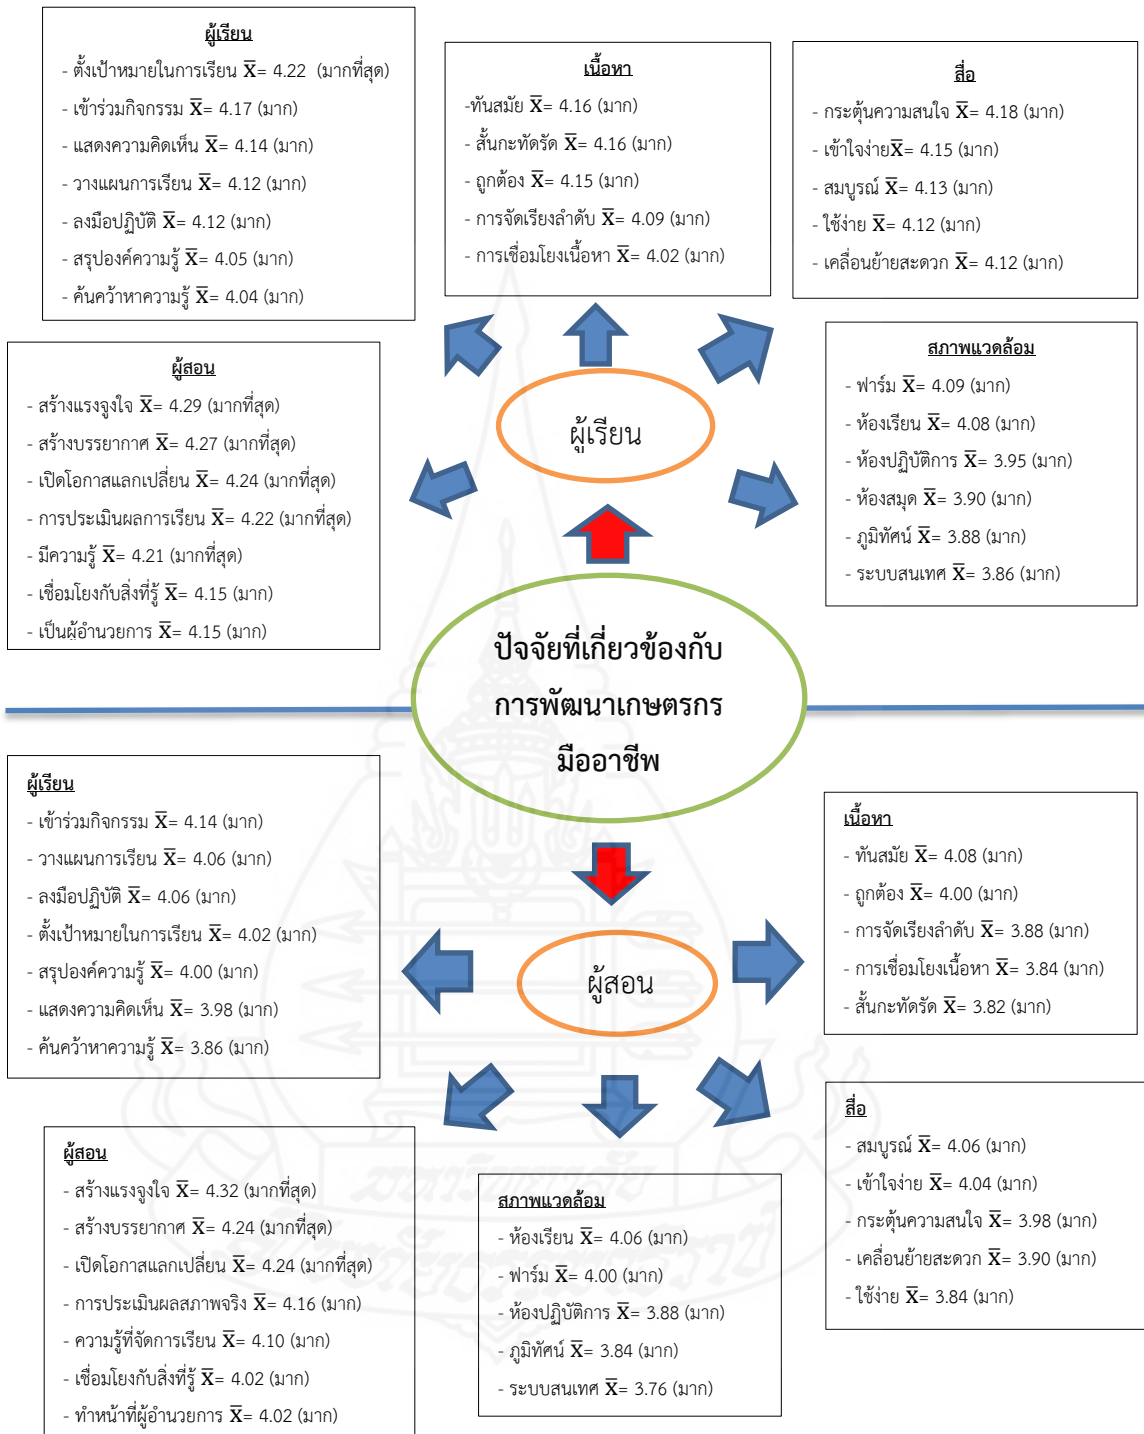 ผู้เรียน
- ตั้งเป้าหมายในการเรียน X̄= 4.22 (มากที่สุด)
- เข้าร่วมกิจกรรม X̄= 4.17 (มาก)
- แสดงความคิดเห็น X̄= 4.14 (มาก)
- วางแผนการเรียน X̄= 4.12 (มาก)
- ลงมือปฏิบัติ X̄= 4.12 (มาก)
- สรุปองค์ความรู้ X̄= 4.05 (มาก)
- ค้นคว้าหาความรู้ X̄= 4.04 (มาก)
เนื้อหา
-ทันสมัย X̄= 4.16 (มาก)
- สั้นกะทัดรัด X̄= 4.16 (มาก)
- ถูกต้อง X̄= 4.15 (มาก)
- การจัดเรียงลำดับ X̄= 4.09 (มาก)
- การเชื่อมโยงเนื้อหา X̄= 4.02 (มาก)
สื่อ
- กระตุ้นความสนใจ X̄= 4.18 (มาก)
- เข้าใจง่ายX̄= 4.15 (มาก)
- สมบูรณ์ X̄= 4.13 (มาก)
- ใช้ง่าย X̄= 4.12 (มาก)
- เคลื่อนย้ายสะดวก X̄= 4.12 (มาก)
ผู้สอน
- สร้างแรงจูงใจ X̄= 4.29 (มากที่สุด)
- สร้างบรรยากาศ X̄= 4.27 (มากที่สุด)
- เปิดโอกาสแลกเปลี่ยน X̄= 4.24 (มากที่สุด)
- การประเมินผลการเรียน X̄= 4.22 (มากที่สุด)
- มีความรู้ X̄= 4.21 (มากที่สุด)
- เชื่อมโยงกับสิ่งที่รู้ X̄= 4.15 (มาก)
- เป็นผู้อำนวยการ X̄= 4.15 (มาก)
ผู้เรียน
สภาพแวดล้อม
- ฟาร์ม X̄= 4.09 (มาก)
- ห้องเรียน X̄= 4.08 (มาก)
- ห้องปฏิบัติการ X̄= 3.95 (มาก)
- ห้องสมุด X̄= 3.90 (มาก)
- ภูมิทัศน์ X̄= 3.88 (มาก)
- ระบบสนเทศ X̄= 3.86 (มาก)
ปัจจัยที่เกี่ยวข้องกับ
การพัฒนาเกษตรกร
มืออาชีพ
ผู้เรียน
- เข้าร่วมกิจกรรม X̄= 4.14 (มาก)
- วางแผนการเรียน X̄= 4.06 (มาก)
- ลงมือปฏิบัติ X̄= 4.06 (มาก)
- ตั้งเป้าหมายในการเรียน X̄= 4.02 (มาก)
- สรุปองค์ความรู้ X̄= 4.00 (มาก)
- แสดงความคิดเห็น X̄= 3.98 (มาก)
- ค้นคว้าหาความรู้ X̄= 3.86 (มาก)
ผู้สอน
เนื้อหา
- ทันสมัย X̄= 4.08 (มาก)
- ถูกต้อง X̄= 4.00 (มาก)
- การจัดเรียงลำดับ X̄= 3.88 (มาก)
- การเชื่อมโยงเนื้อหา X̄= 3.84 (มาก)
- สั้นกะทัดรัด X̄= 3.82 (มาก)
ผู้สอน
- สร้างแรงจูงใจ X̄= 4.32 (มากที่สุด)
- สร้างบรรยากาศ X̄= 4.24 (มากที่สุด)
- เปิดโอกาสแลกเปลี่ยน X̄= 4.24 (มากที่สุด)
- การประเมินผลสภาพจริง X̄= 4.16 (มาก)
- ความรู้ที่จัดการเรียน X̄= 4.10 (มาก)
- เชื่อมโยงกับสิ่งที่รู้ X̄= 4.02 (มาก)
- ทำหน้าที่ผู้อำนวยการ X̄= 4.02 (มาก)
สภาพแวดล้อม
- ห้องเรียน X̄= 4.06 (มาก)
- ฟาร์ม X̄= 4.00 (มาก)
- ห้องปฏิบัติการ X̄= 3.88 (มาก)
- ภูมิทัศน์ X̄= 3.84 (มาก)
- ระบบสนเทศ X̄= 3.76 (มาก)
สื่อ
- สมบูรณ์ X̄= 4.06 (มาก)
- เข้าใจง่าย X̄= 4.04 (มาก)
- กระตุ้นความสนใจ X̄= 3.98 (มาก)
- เคลื่อนย้ายสะดวก X̄= 3.90 (มาก)
- ใช้ง่าย X̄= 3.84 (มาก)